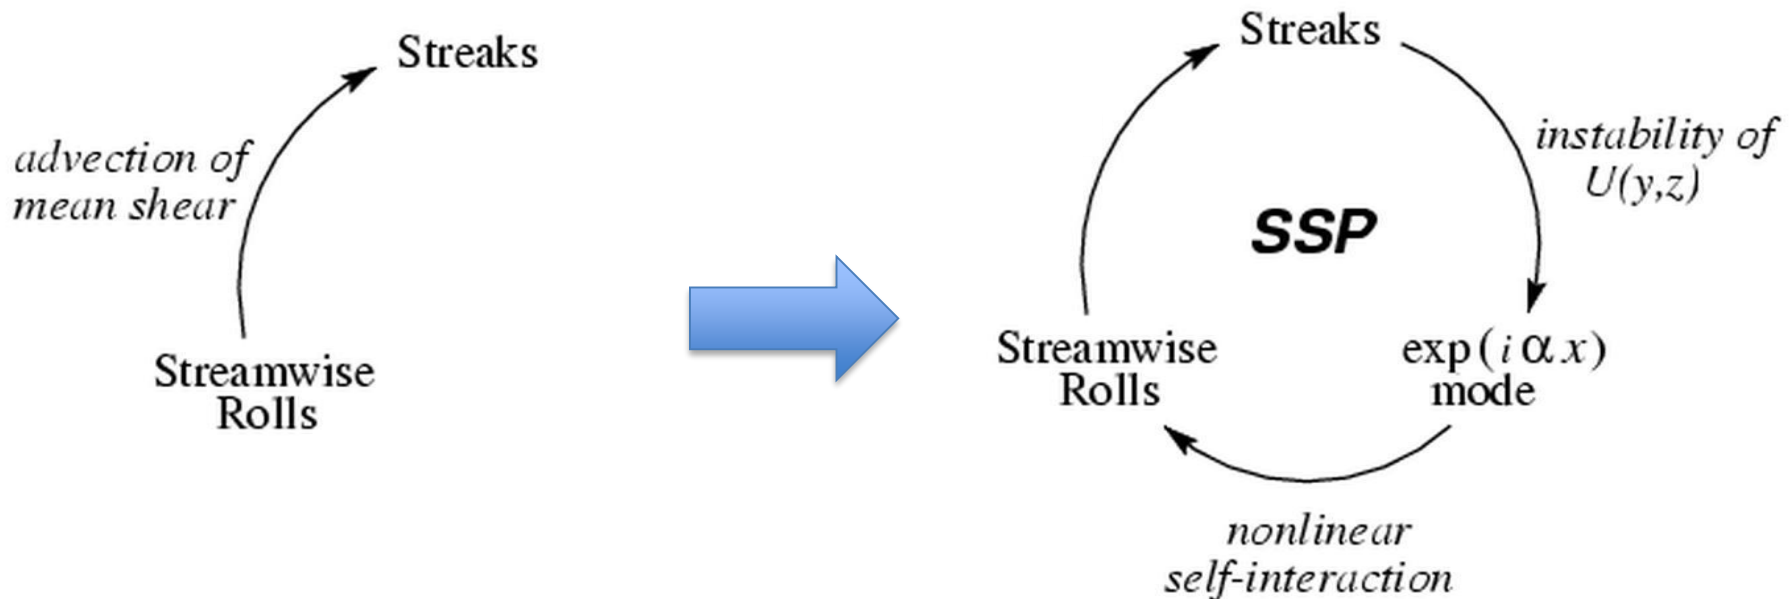 Streaks
advection of
mean shear
Streamwise
Rolls
Streaks
instability of
U(y,z)
SSP
Streamwise
Rolls
exp(iαx)
mode
nonlinear
self-interaction